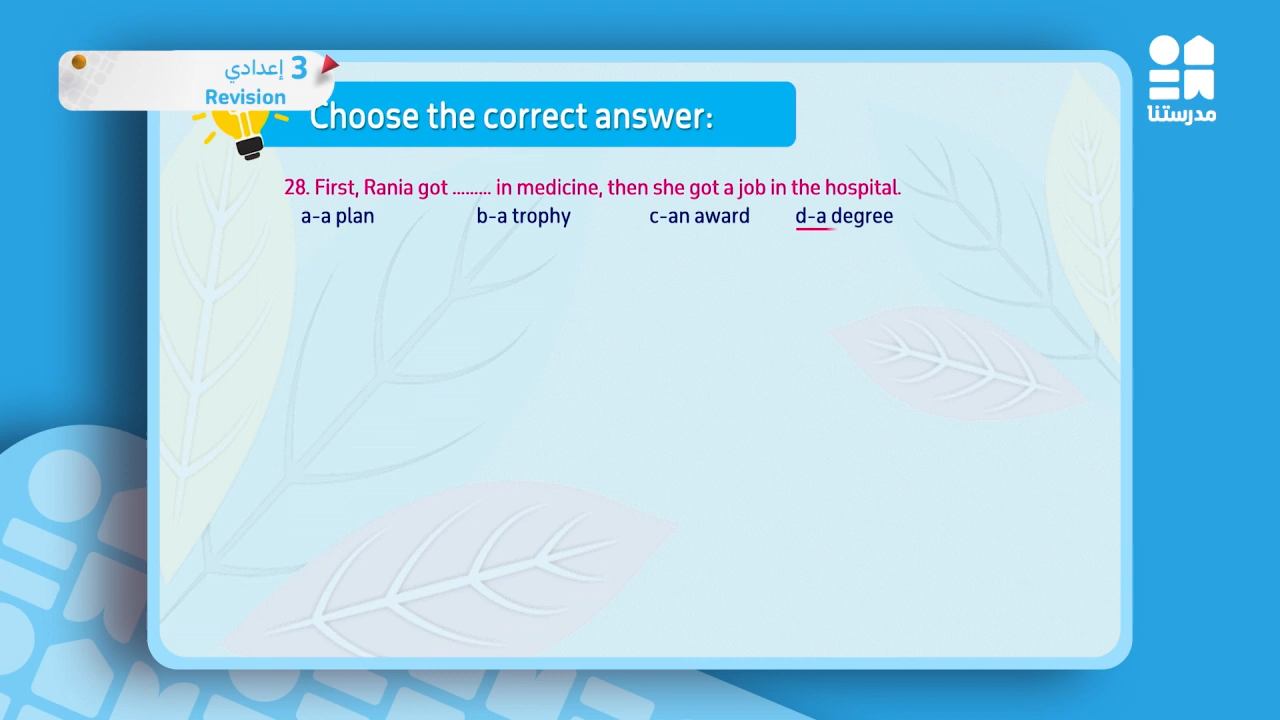 3 إعدادي
Revision
مدرستنا
Choose the correct answer:
28. First, Rania got ......... in medicine, then she got a job in the hospital.
a-a plan b-a trophy c-an award d-a degree